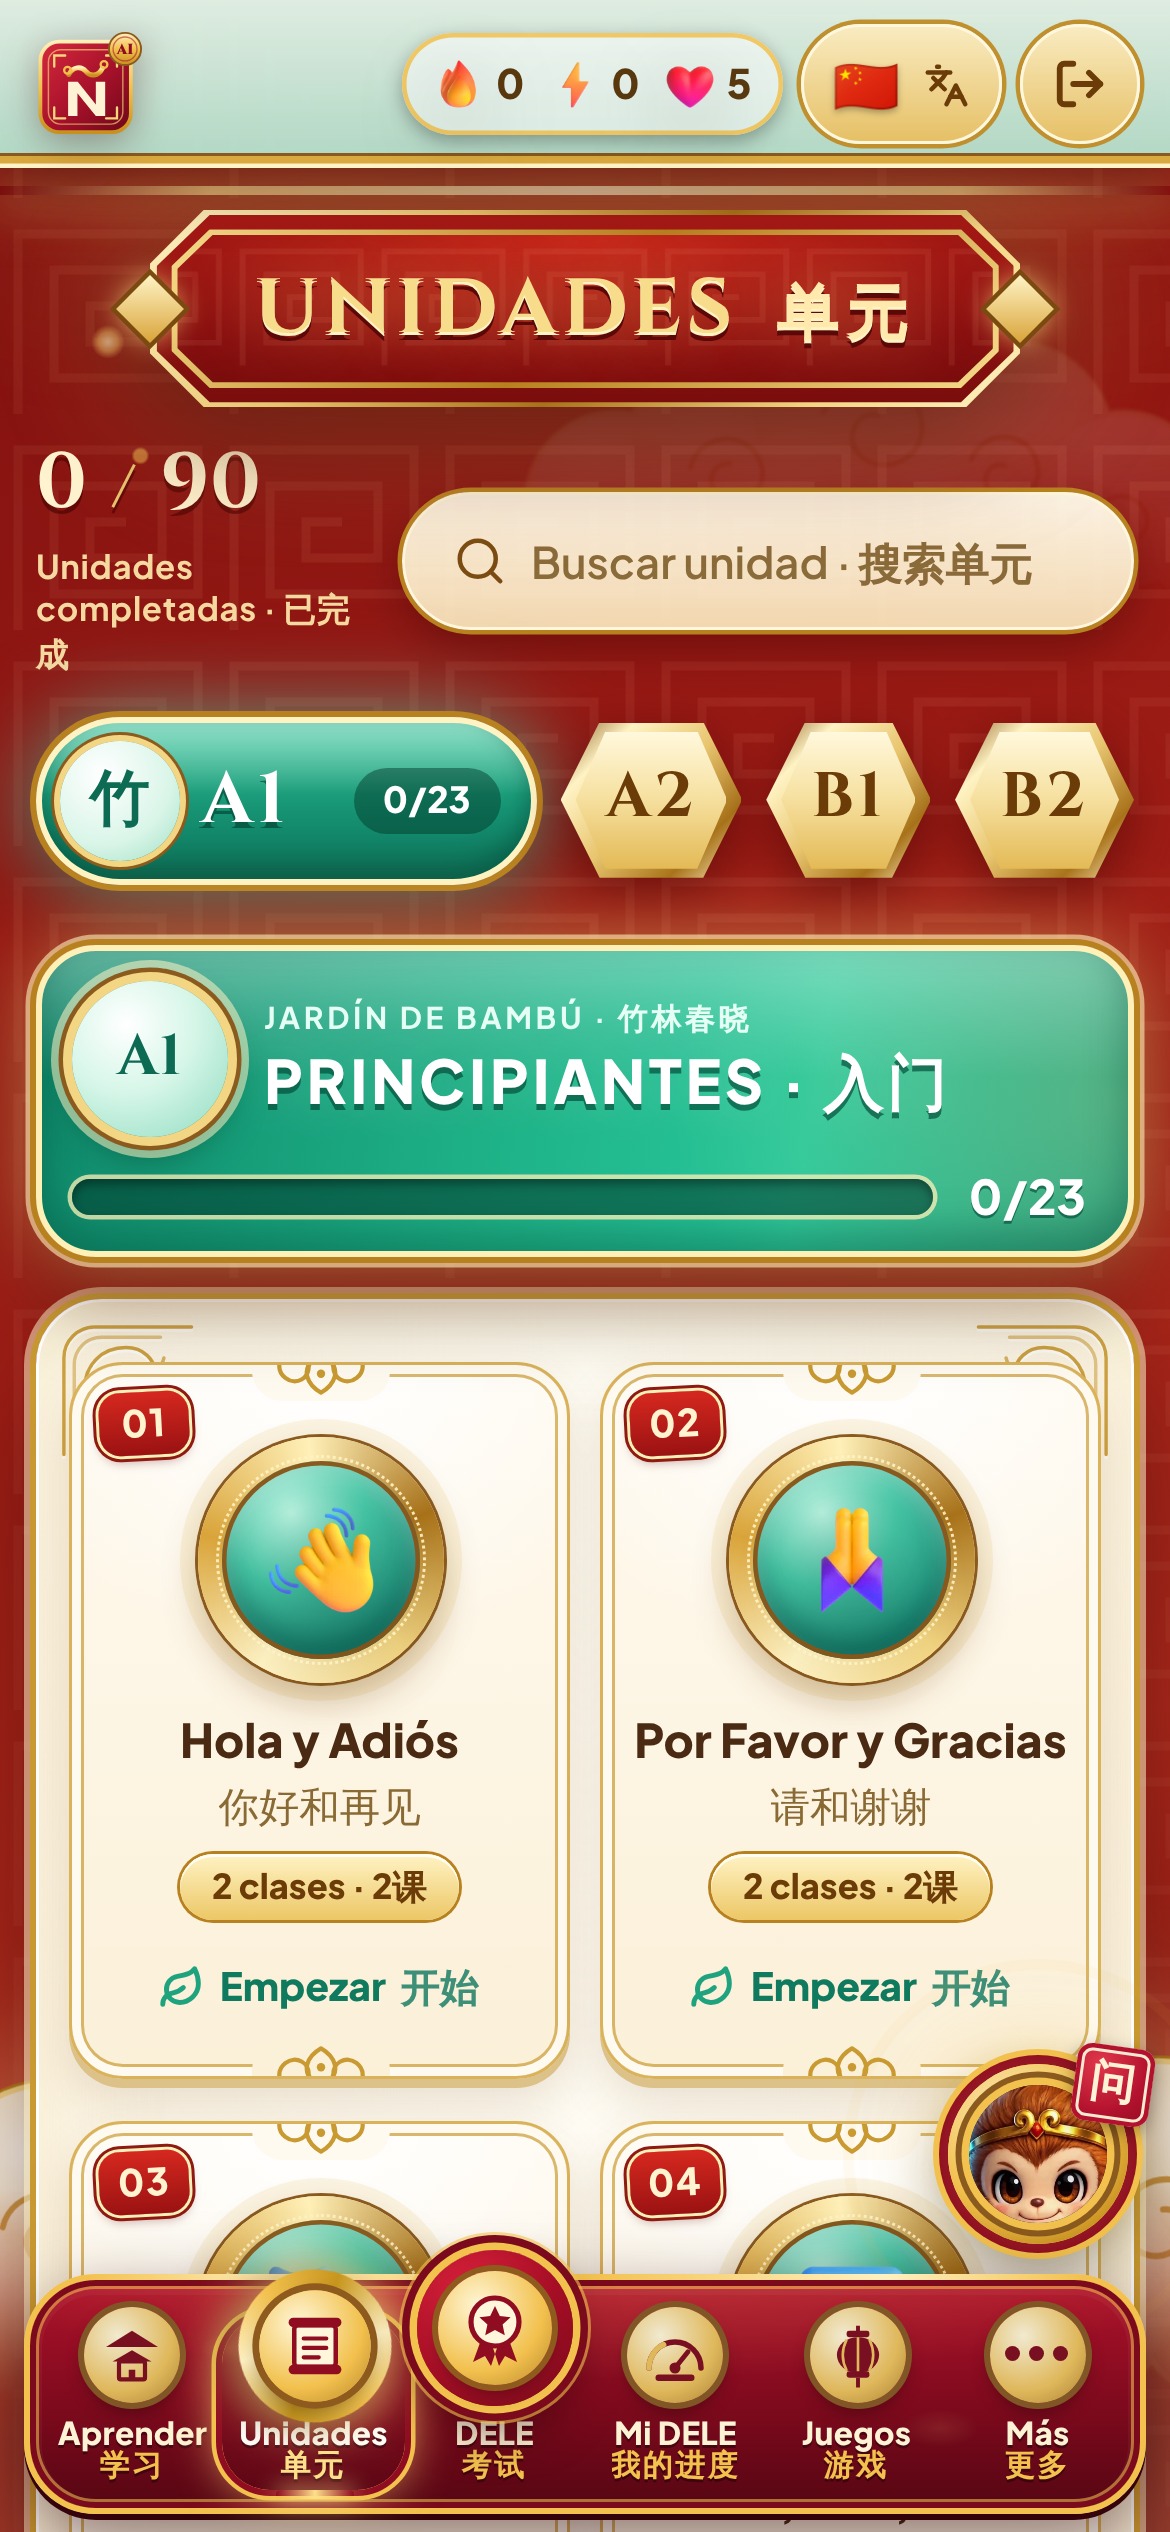 Ñ AI
0 0 5
UNIDADES 单元
0 / 90
Unidades
completadas · 已完
成
Buscar unidad · 搜索单元
竹 A1 0/23
A2
B1
B2
A1
JARDÍN DE BAMBÚ · 竹林春晓
PRINCIPIANTES · 入门
0/23
01
Hola y Adiós
你好和再见
2 clases · 2课
Empezar 开始
02
Por Favor y Gracias
请和谢谢
2 clases · 2课
Empezar 开始
03
04
问
Aprender
学习
Unidades
单元
DELE
考试
Mi DELE
我的进度
Juegos
游戏
Más
更多